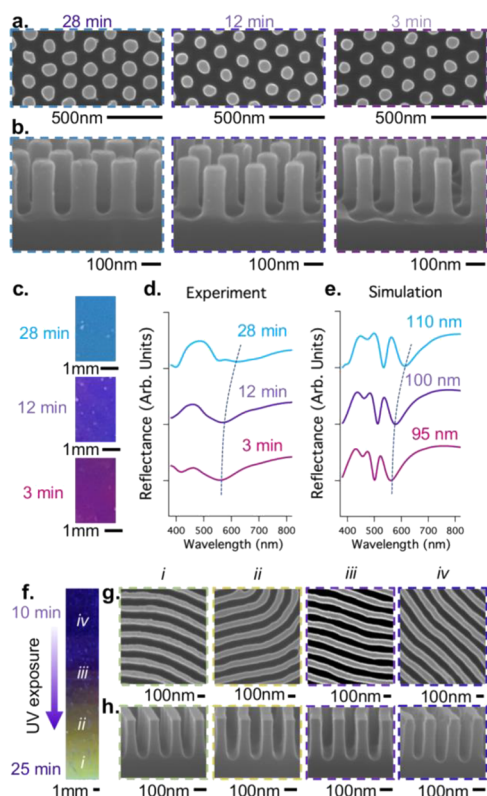 a.
28 min
12 min
3 min
500nm
500nm
500nm
b.
100nm
100nm
100nm
c.
28 min
1mm
12 min
1mm
3 min
1mm
d.
Experiment
Reflectance (Arb. Units)
28 min
12 min
3 min
400 500 600 700 800
Wavelength (nm)
e.
Simulation
Reflectance (Arb. Units)
110 nm
100 nm
95 nm
400 500 600 700 800
Wavelength (nm)
f.
10 min
UV exposure
25 min
iv
iii
ii
i
1mm
i
ii
iii
iv
g.
100nm
100nm
100nm
100nm
h.
100nm
100nm
100nm
100nm